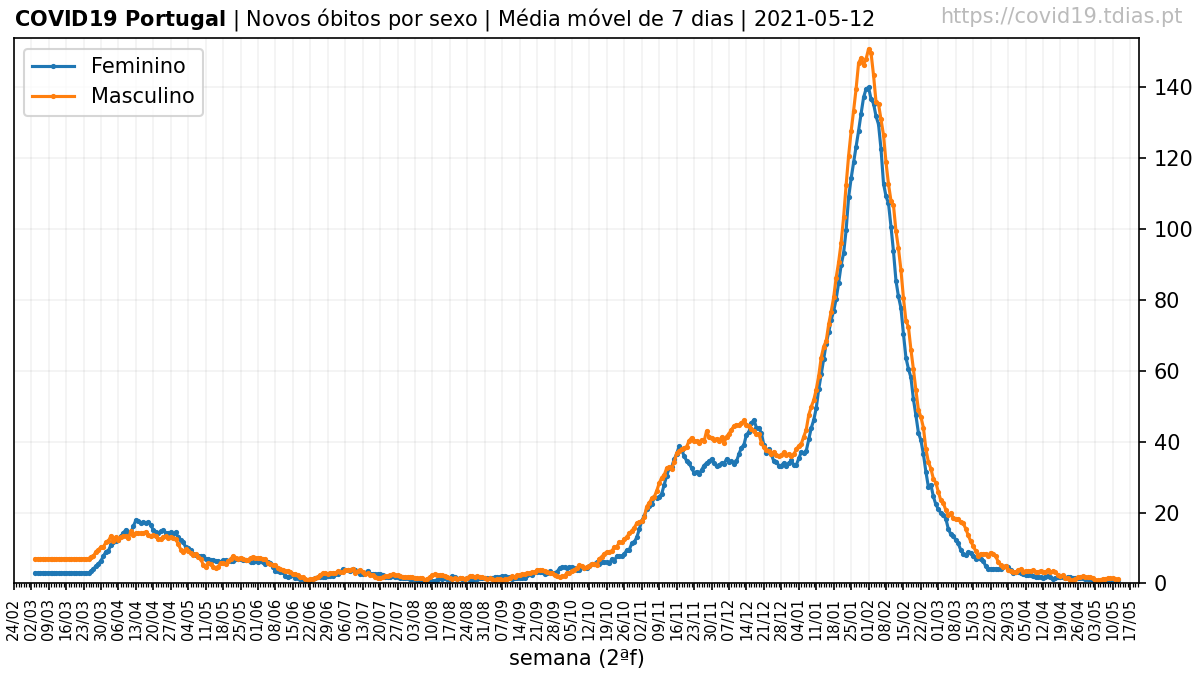 COVID19 Portugal | Novos óbitos por sexo | Média móvel de 7 dias | 2021-05-12
https://covid19.tdias.pt
Feminino
Masculino
140
120
100
80
60
40
20
0
24/02 02/03 09/03 16/03 23/03 30/03 06/04 13/04 20/04 27/04 04/05 11/05 18/05 25/05 01/06 08/06 15/06 22/06 29/06 06/07 13/07 20/07 27/07 03/08 10/08 17/08 24/08 31/08 07/09 14/09 21/09 28/09 05/10 12/10 19/10 26/10 02/11 09/11 16/11 23/11 30/11 07/12 14/12 21/12 28/12 04/01 11/01 18/01 25/01 01/02 08/02 15/02 22/02 01/03 08/03 15/03 22/03 29/03 05/04 12/04 19/04 26/04 03/05 10/05 17/05
semana (2ªf)